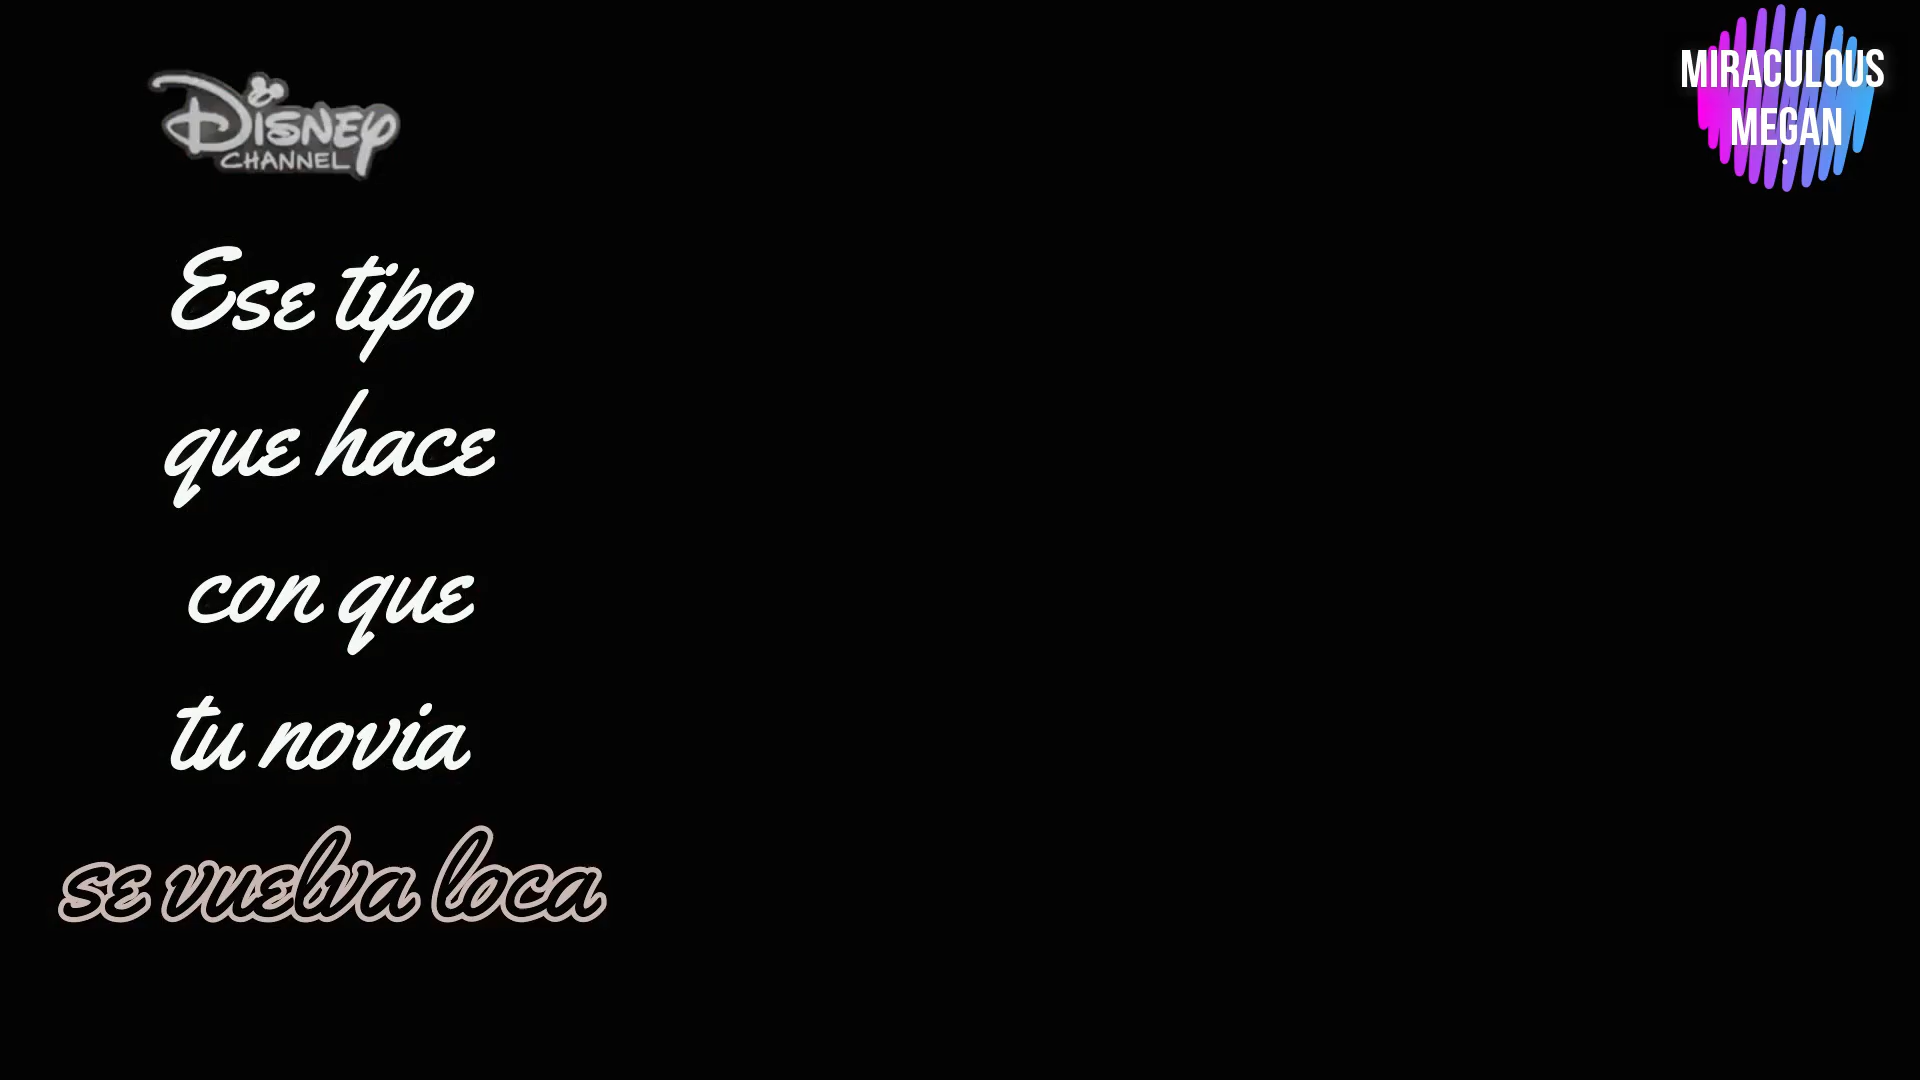 DISNEY
CHANNEL
MIRACULOUS
MEGAN
Ese tipo
que hace
con que
tu novia
se vuelva loca